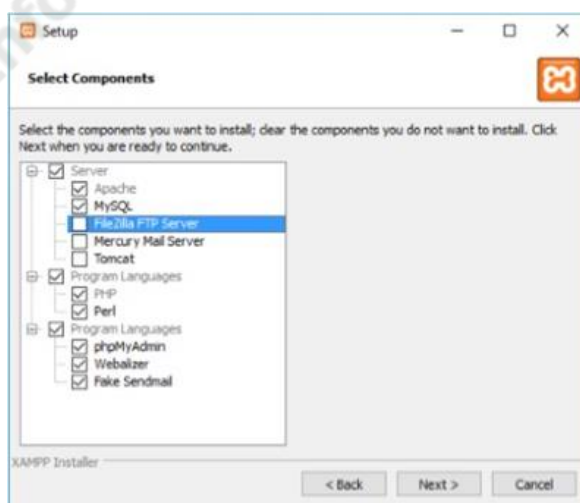 Setup
Select Components
Select the components you want to install; clear the components you do not want to install. Click
Next when you are ready to continue.
Server
Apache
MySQL
FileZilla FTP Server
Mercury Mail Server
Tomcat
Program Languages
PHP
Perl
Program Languages
phpMyAdmin
Webalizer
Fake Sendmail
XAMPP Installer
< Back Next > Cancel